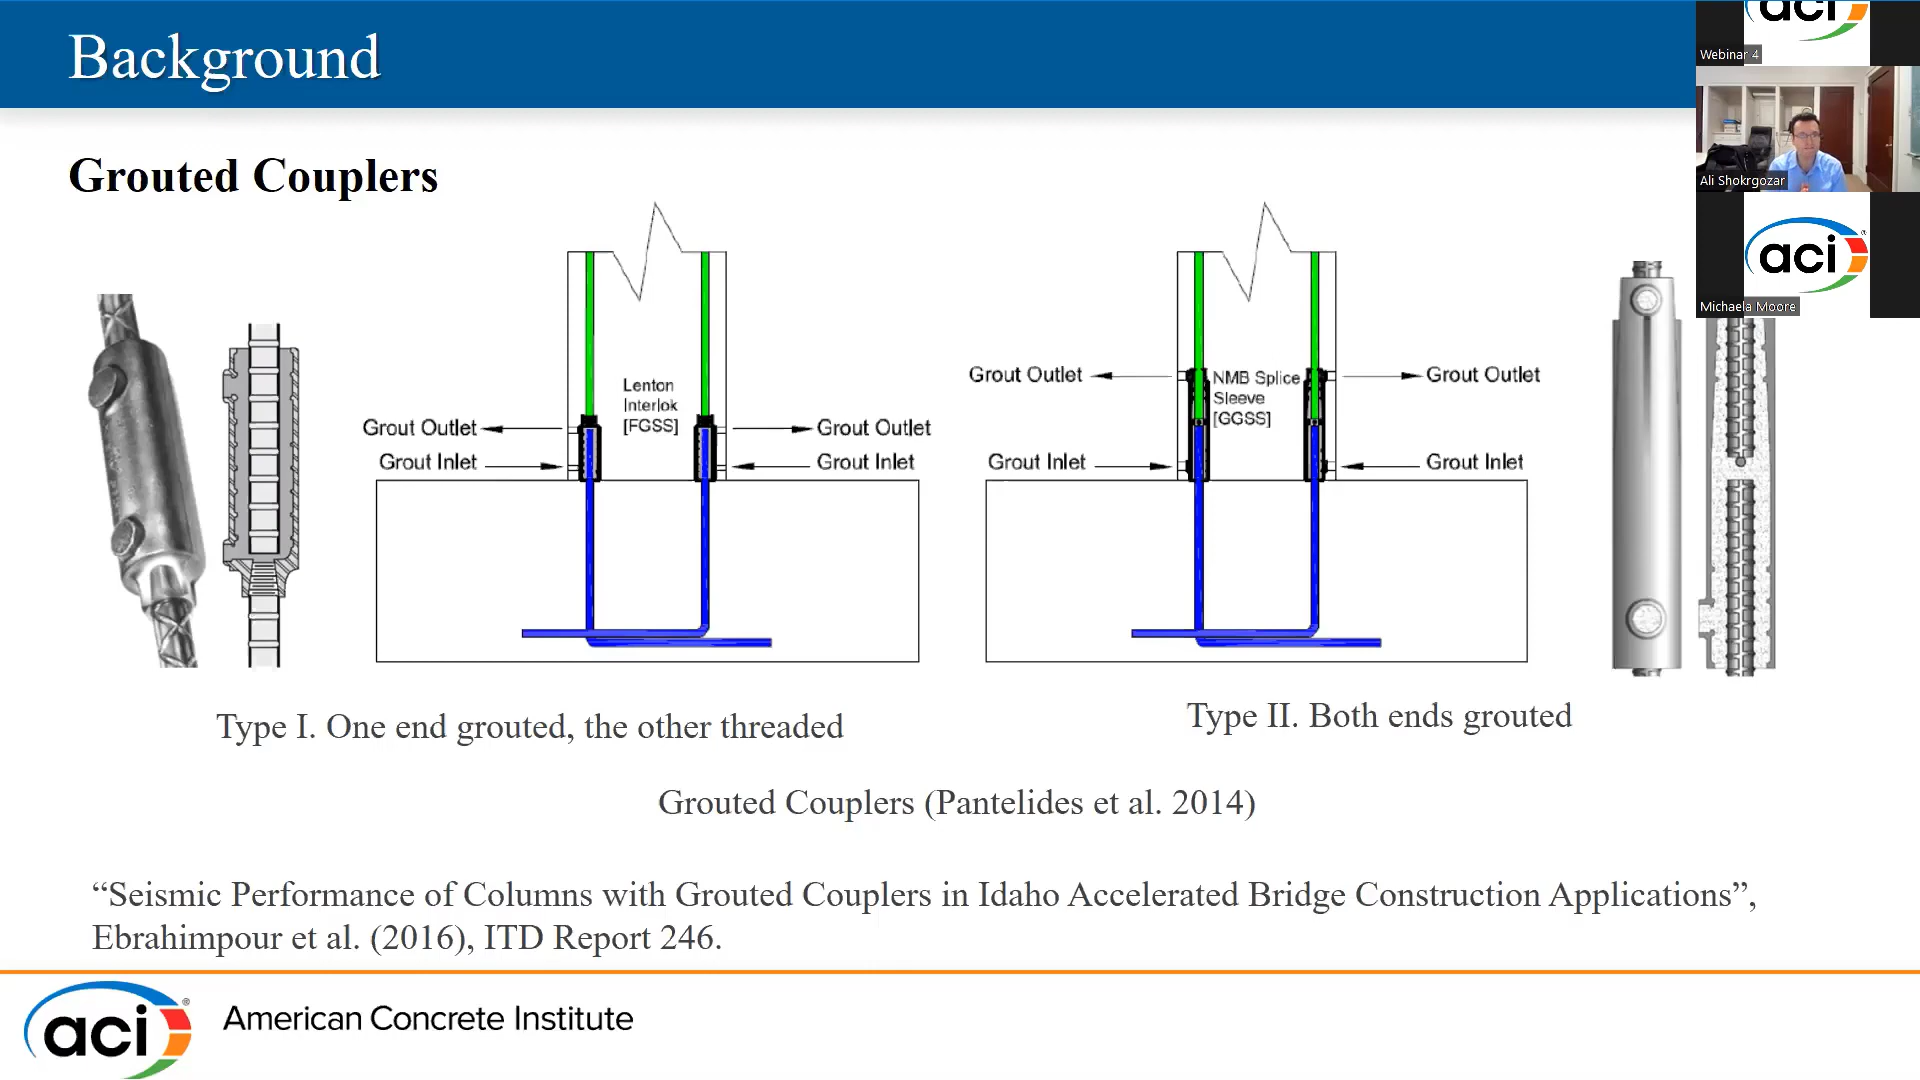 Background
aci
Webinar 4
Ali Shokrgozar
aci®
Michaela Moore
Grouted Couplers
Grout Outlet
Grout Inlet
Lenton
Interlok
[FGSS]
Grout Outlet
Grout Inlet
Grout Outlet
Grout Inlet
NMB Splice
Sleeve
[GGSS]
Grout Outlet
Grout Inlet
Type I. One end grouted, the other threaded
Type II. Both ends grouted
Grouted Couplers (Pantelides et al. 2014)
“Seismic Performance of Columns with Grouted Couplers in Idaho Accelerated Bridge Construction Applications”,
Ebrahimpour et al. (2016), ITD Report 246.
aci®
American Concrete Institute